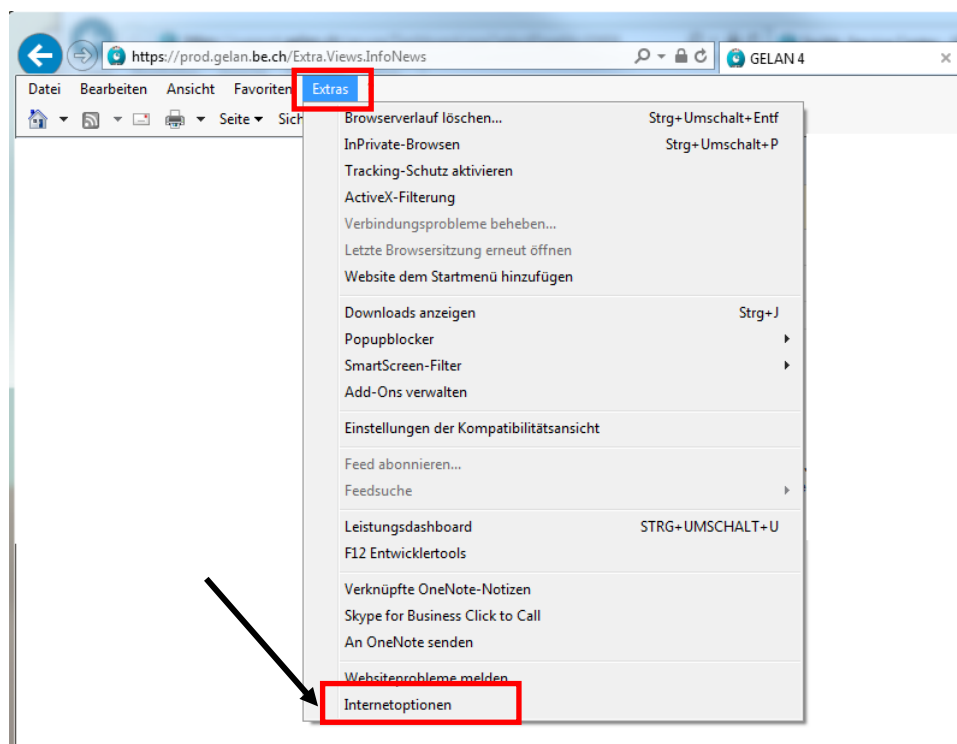 https://prod.gelan.be.ch/Extra.Views.InfoNews
GELAN 4
Datei Bearbeiten Ansicht Favoriten Extras
Seite Sich
Browserverlauf löschen... Strg+Umschalt+Entf
InPrivate-Browsen Strg+Umschalt+P
Tracking-Schutz aktivieren
ActiveX-Filterung
Verbindungsprobleme beheben...
Letzte Browsersitzung erneut öffnen
Website dem Startmenü hinzufügen
Downloads anzeigen Strg+J
Popupblocker
SmartScreen-Filter
Add-Ons verwalten
Einstellungen der Kompatibilitätsansicht
Feed abonnieren...
Feedsuche
Leistungsdashboard STRG+UMSCHALT+U
F12 Entwicklertools
Verknüpfte OneNote-Notizen
Skype for Business Click to Call
An OneNote senden
Websiteprobleme melden
Internetoptionen